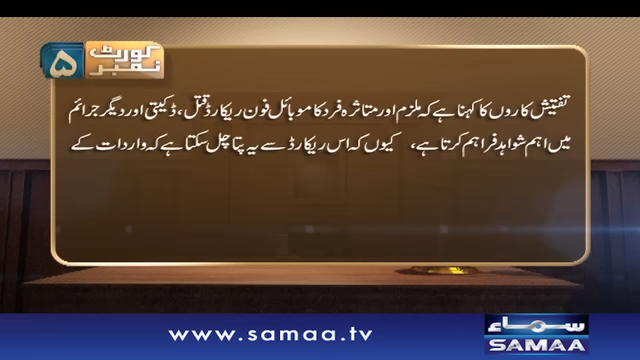 کورٹ
نمبر
۵
تفتیش کاروں کا کہنا ہے کہ ملزم اور متاثرہ فرد کا موبائل فون ریکارڈ قتل، ڈکیتی اور دیگر جرائم
میں اہم شواہد فراہم کرتا ہے، کیوں کہ اس ریکارڈ سے یہ پتا چل سکتا ہے کہ واردات کے
www.samaa.tv
سماء
SAMAA